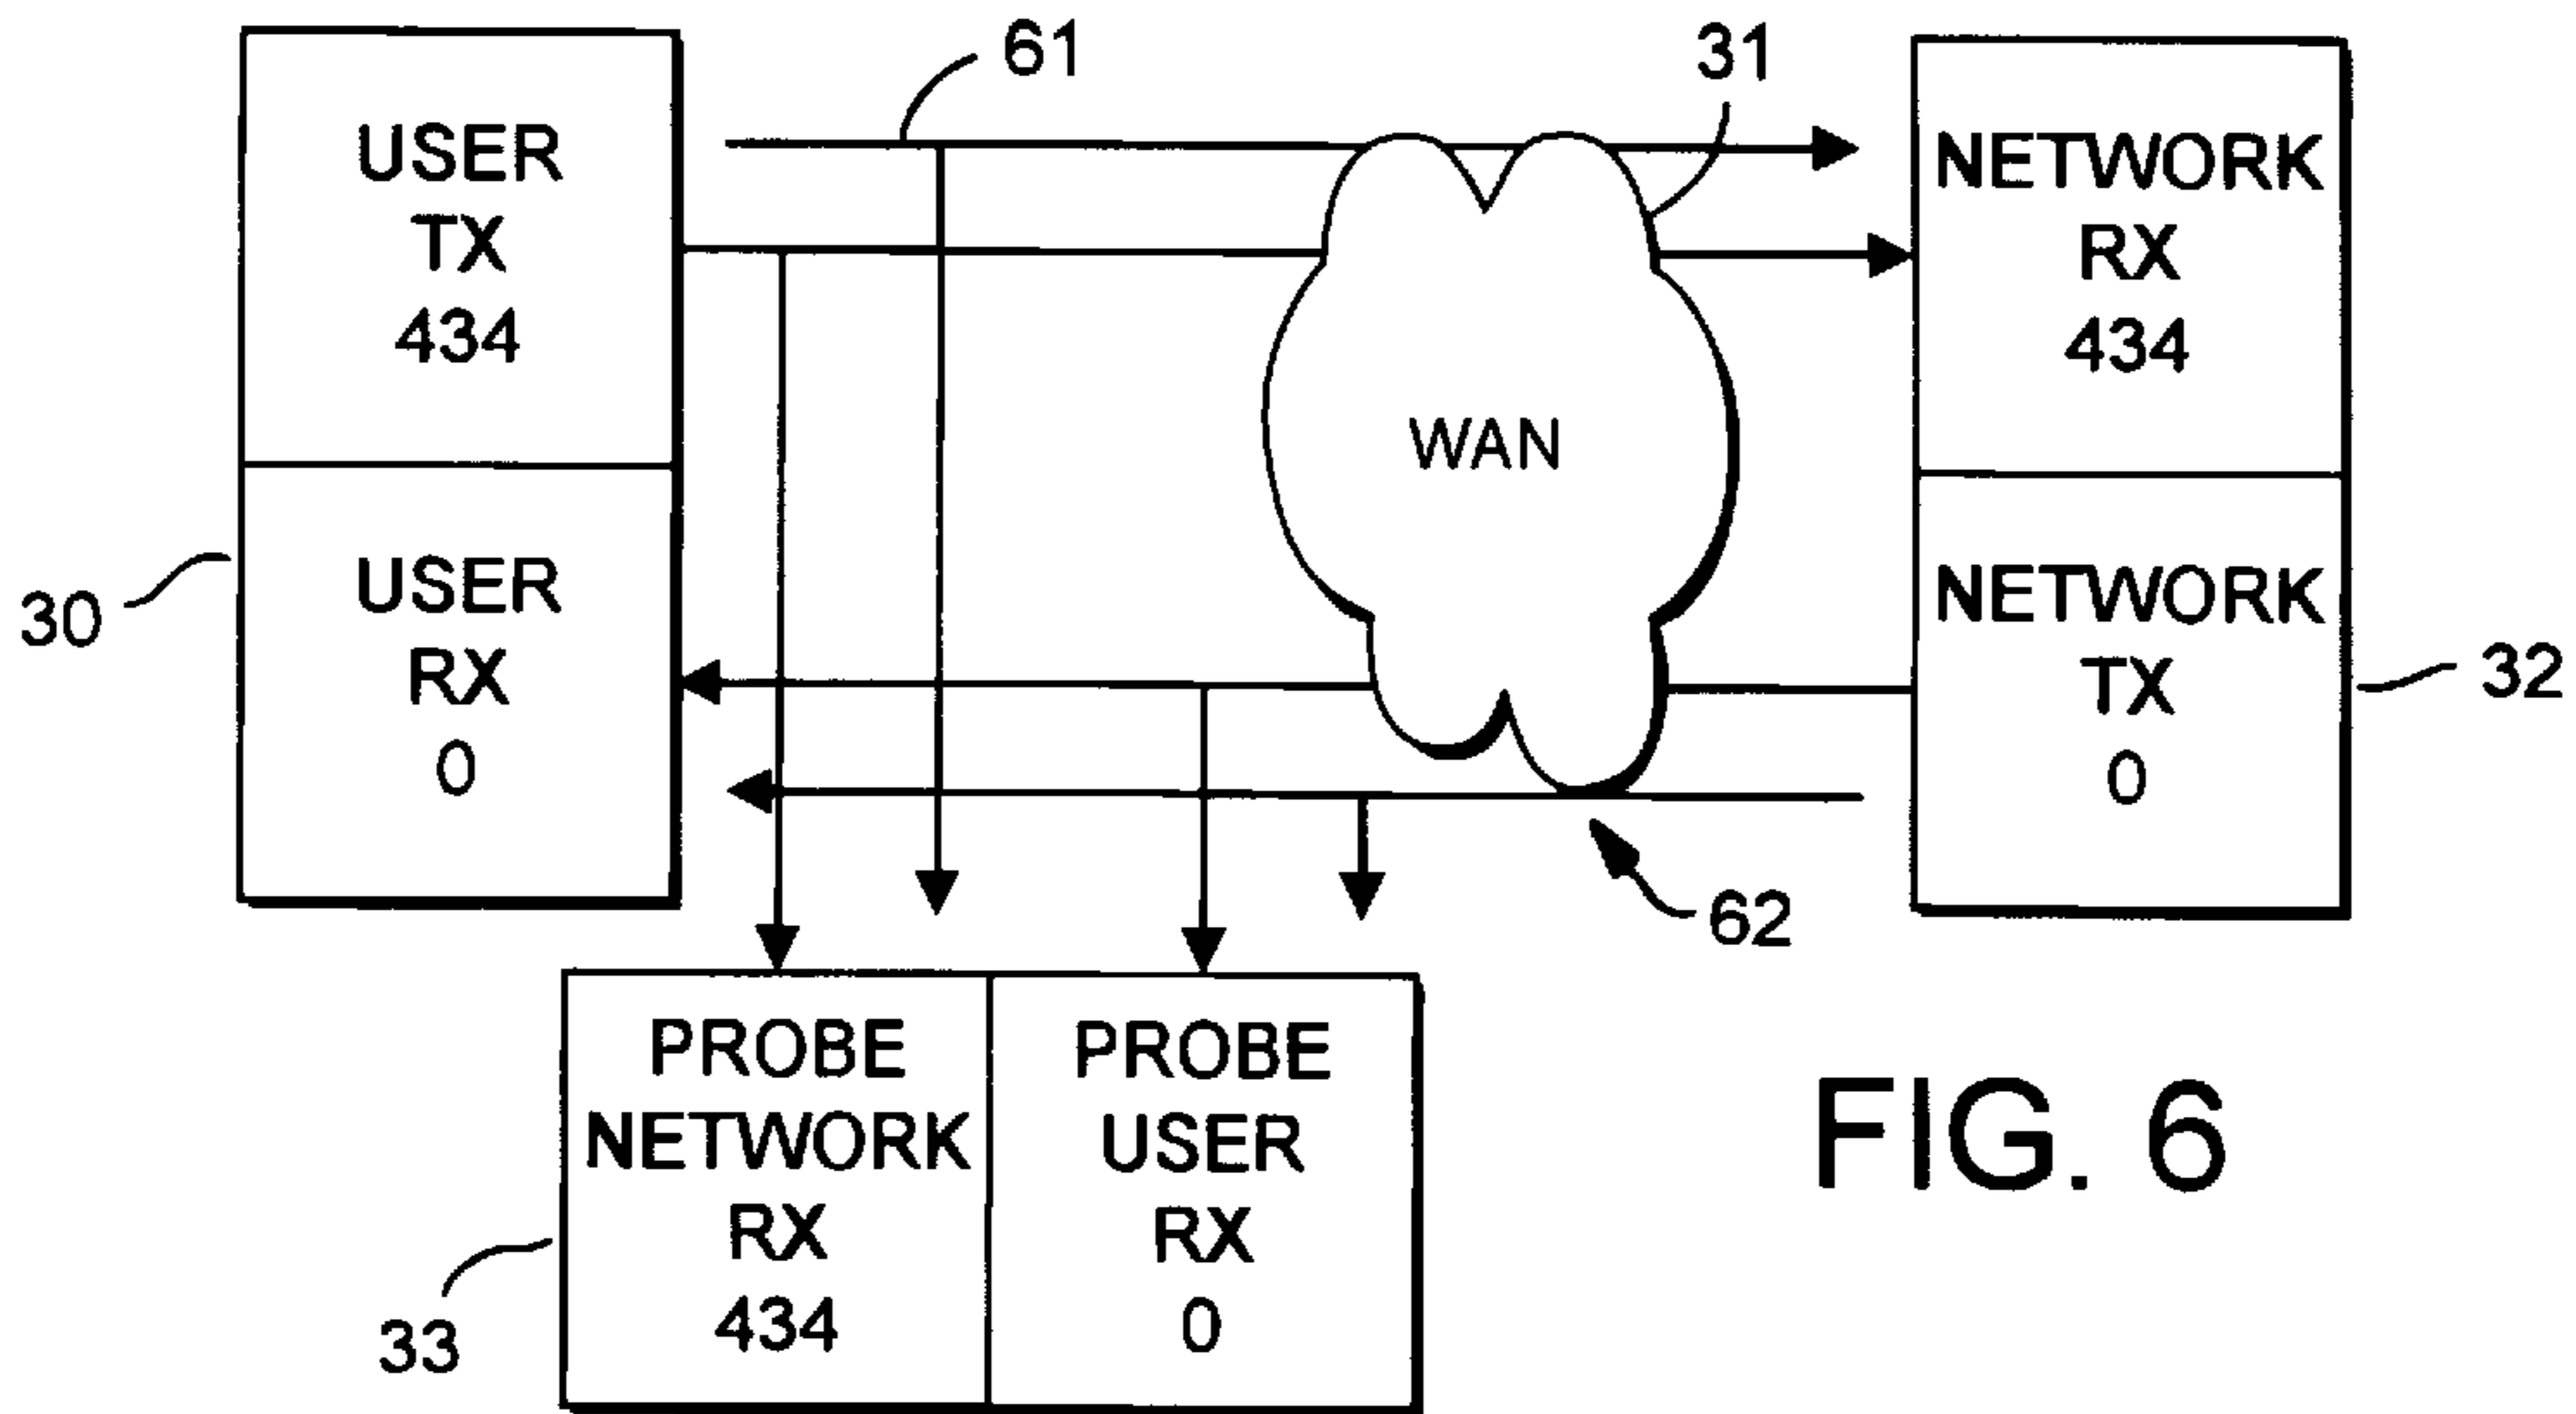 61
31
USER
TX
434
NETWORK
RX
434
WAN
USER
RX
0
30
NETWORK
TX
0
32
62
PROBE
NETWORK
RX
434
PROBE
USER
RX
0
33
FIG. 6